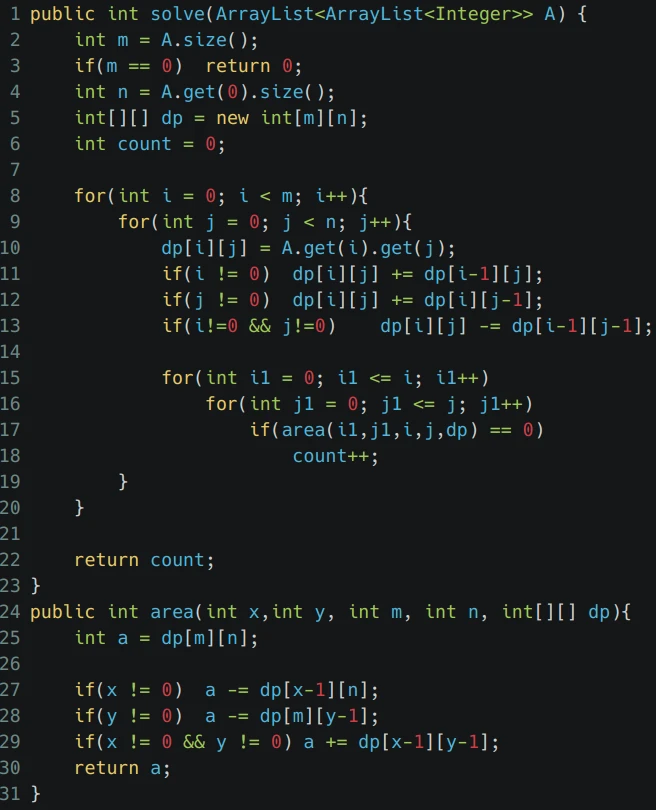 1 public int solve(ArrayList<ArrayList<Integer>> A) {
2     int m = A.size();
3     if(m == 0)  return 0;
4     int n = A.get(0).size();
5     int[][] dp = new int[m][n];
6     int count = 0;
7
8     for(int i = 0; i < m; i++){
9         for(int j = 0; j < n; j++){
10             dp[i][j] = A.get(i).get(j);
11             if(i != 0)  dp[i][j] += dp[i-1][j];
12             if(j != 0)  dp[i][j] += dp[i][j-1];
13             if(i!=0 && j!=0)    dp[i][j] -= dp[i-1][j-1];
14
15             for(int i1 = 0; i1 <= i; i1++)
16                 for(int j1 = 0; j1 <= j; j1++)
17                     if(area(i1,j1,i,j,dp) == 0)
18                         count++;
19         }
20     }
21
22     return count;
23 }
24 public int area(int x,int y, int m, int n, int[][] dp){
25     int a = dp[m][n];
26
27     if(x != 0)  a -= dp[x-1][n];
28     if(y != 0)  a -= dp[m][y-1];
29     if(x != 0 && y != 0) a += dp[x-1][y-1];
30     return a;
31 }